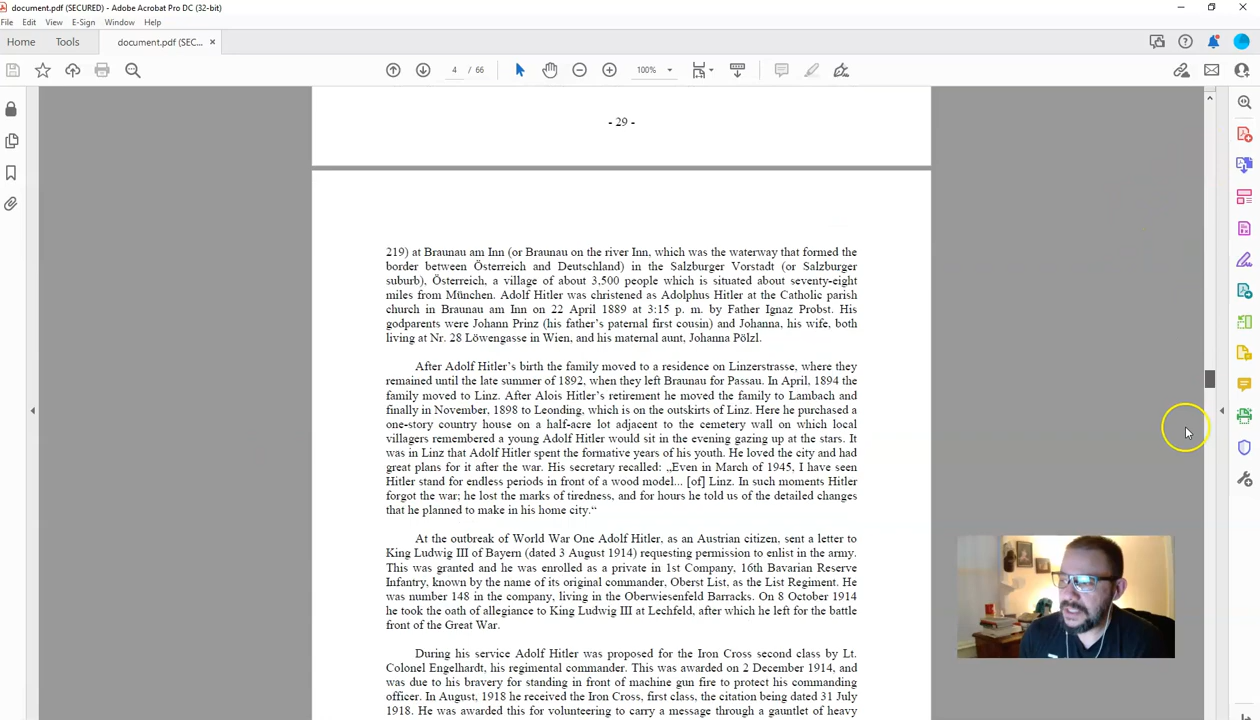 document.pdf (SECURED) - Adobe Acrobat Pro DC (32-bit)
File Edit View E-Sign Window Help
Home Tools document.pdf (SEC... ×
4 / 66 100%
- 29 -
219) at Braunau am Inn (or Braunau on the river Inn, which was the waterway that formed the
border between Österreich and Deutschland) in the Salzburger Vorstadt (or Salzburger
suburb), Österreich, a village of about 3,500 people which is situated about seventy-eight
miles from München. Adolf Hitler was christened as Adolphus Hitler at the Catholic parish
church in Braunau am Inn on 22 April 1889 at 3:15 p. m. by Father Ignaz Probst. His
godparents were Johann Prinz (his father's paternal first cousin) and Johanna, his wife, both
living at Nr. 28 Löwengasse in Wien, and his maternal aunt, Johanna Pölzl.
After Adolf Hitler's birth the family moved to a residence on Linzerstrasse, where they
remained until the late summer of 1892, when they left Braunau for Passau. In April, 1894 the
family moved to Linz. After Alois Hitler's retirement he moved the family to Lambach and
finally in November, 1898 to Leonding, which is on the outskirts of Linz. Here he purchased a
one-story country house on a half-acre lot adjacent to the cemetery wall on which local
villagers remembered a young Adolf Hitler would sit in the evening gazing up at the stars. It
was in Linz that Adolf Hitler spent the formative years of his youth. He loved the city and had
great plans for it after the war. His secretary recalled: „Even in March of 1945, I have seen
Hitler stand for endless periods in front of a wood model... [of] Linz. In such moments Hitler
forgot the war; he lost the marks of tiredness, and for hours he told us of the detailed changes
that he planned to make in his home city.“
At the outbreak of World War One Adolf Hitler, as an Austrian citizen, sent a letter to
King Ludwig III of Bayern (dated 3 August 1914) requesting permission to enlist in the army.
This was granted and he was enrolled as a private in 1st Company, 16th Bavarian Reserve
Infantry, known by the name of its original commander, Oberst List, as the List Regiment. He
was number 148 in the company, living in the Oberwiesenfeld Barracks. On 8 October 1914
he took the oath of allegiance to King Ludwig III at Lechfeld, after which he left for the battle
front of the Great War.
During his service Adolf Hitler was proposed for the Iron Cross second class by Lt.
Colonel Engelhardt, his regimental commander. This was awarded on 2 December 1914, and
was due to his bravery for standing in front of machine gun fire to protect his commanding
officer. In August, 1918 he received the Iron Cross, first class, the citation being dated 31 July
1918. He was awarded this for volunteering to carry a message through a gauntlet of heavy